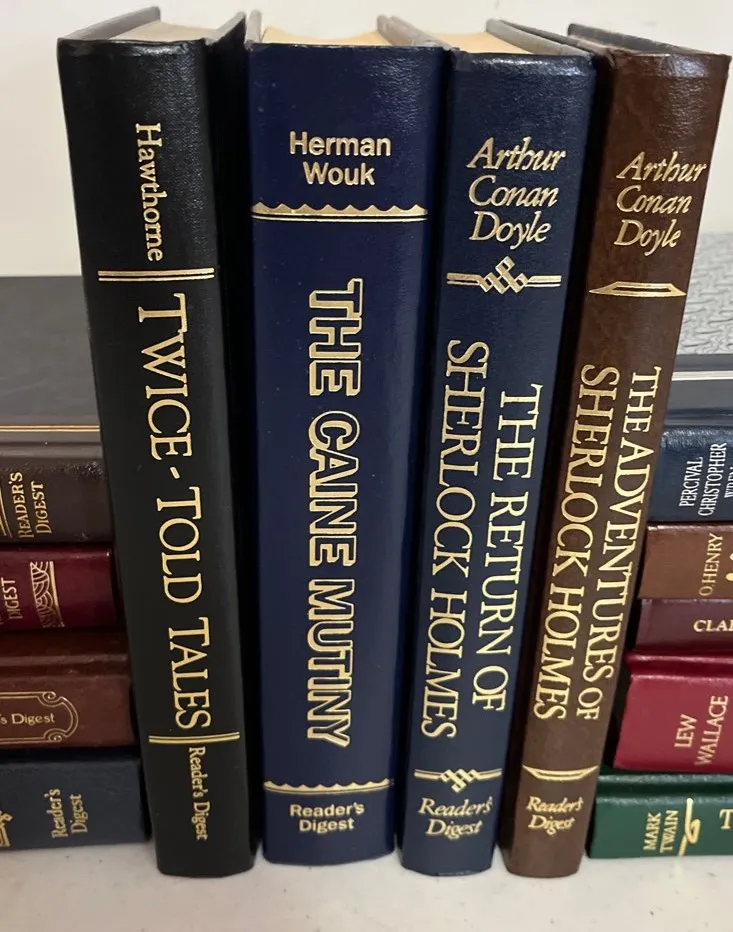 Hawthorne
TWICE-TOLD TALES
Reader's Digest
Herman
Wouk
THE CAINE MUTINY
Reader's
Digest
Arthur
Conan
Doyle
THE RETURN OF
SHERLOCK HOLMES
Reader's
Digest
Arthur
Conan
Doyle
THE ADVENTURES OF
SHERLOCK HOLMES
Reader's
Digest
READER'S
DIGEST
DIGEST
s Digest
Reader's
Digest
PERCIVAL
CHRISTOPHER
O HENRY
CLA
LEW
WALLACE
MARK
TWAIN
T